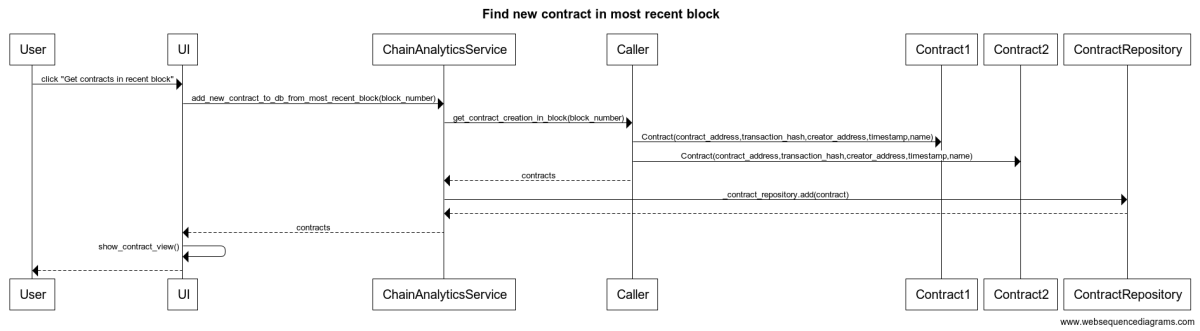 Find new contract in most recent block
User UI ChainAnalyticsService Caller Contract1 Contract2 ContractRepository
click "Get contracts in recent block"
add_new_contract_to_db_from_most_recent_block(block_number)
get_contract_creation_in_block(block_number)
Contract(contract_address,transaction_hash,creator_address,timestamp,name)
Contract(contract_address,transaction_hash,creator_address,timestamp,name)
contracts
_contract_repository.add(contract)
contracts
show_contract_view()
User UI ChainAnalyticsService Caller Contract1 Contract2 ContractRepository
www.websequencediagrams.com